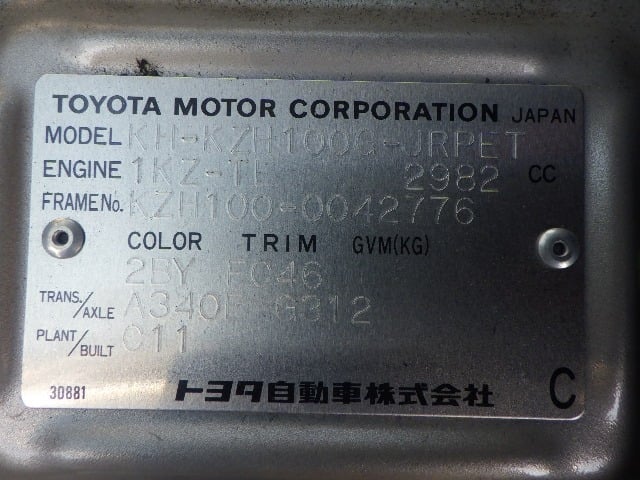 TOYOTA MOTOR CORPORATION JAPAN
MODEL KH-KZH100G-JRPET
ENGINE 1KZ-TE 2982 CC
FRAME No. KZH100-0042776
COLOR TRIM GVM(KG)
2BY FC46
TRANS./AXLE A340E G312
PLANT/BUILT C11
30881 トヨタ自動車株式会社 C